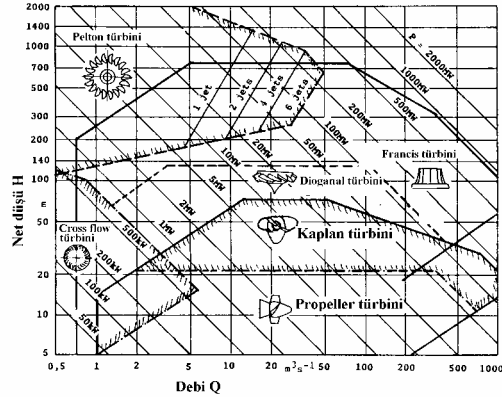 2000
1400
1000
700
400
300
200
140
100
70
50
m
30
20
10
5
Net düşü H
Pelton türbini
1 Jet
2 Jets
4 Jets
6 Jets
P = 2000MW
1000MW
500MW
200MW
100MW
50MW
20MW
10MW
5MW
2MW
1MW
500kW
200kW
100kW
50kW
Francis türbini
Dioganal türbini
Kaplan türbini
Cross flow
türbini
Propeller türbini
0,5
1
2
5
10
20
m³s⁻¹
50
100
200
500
1000
Debi Q